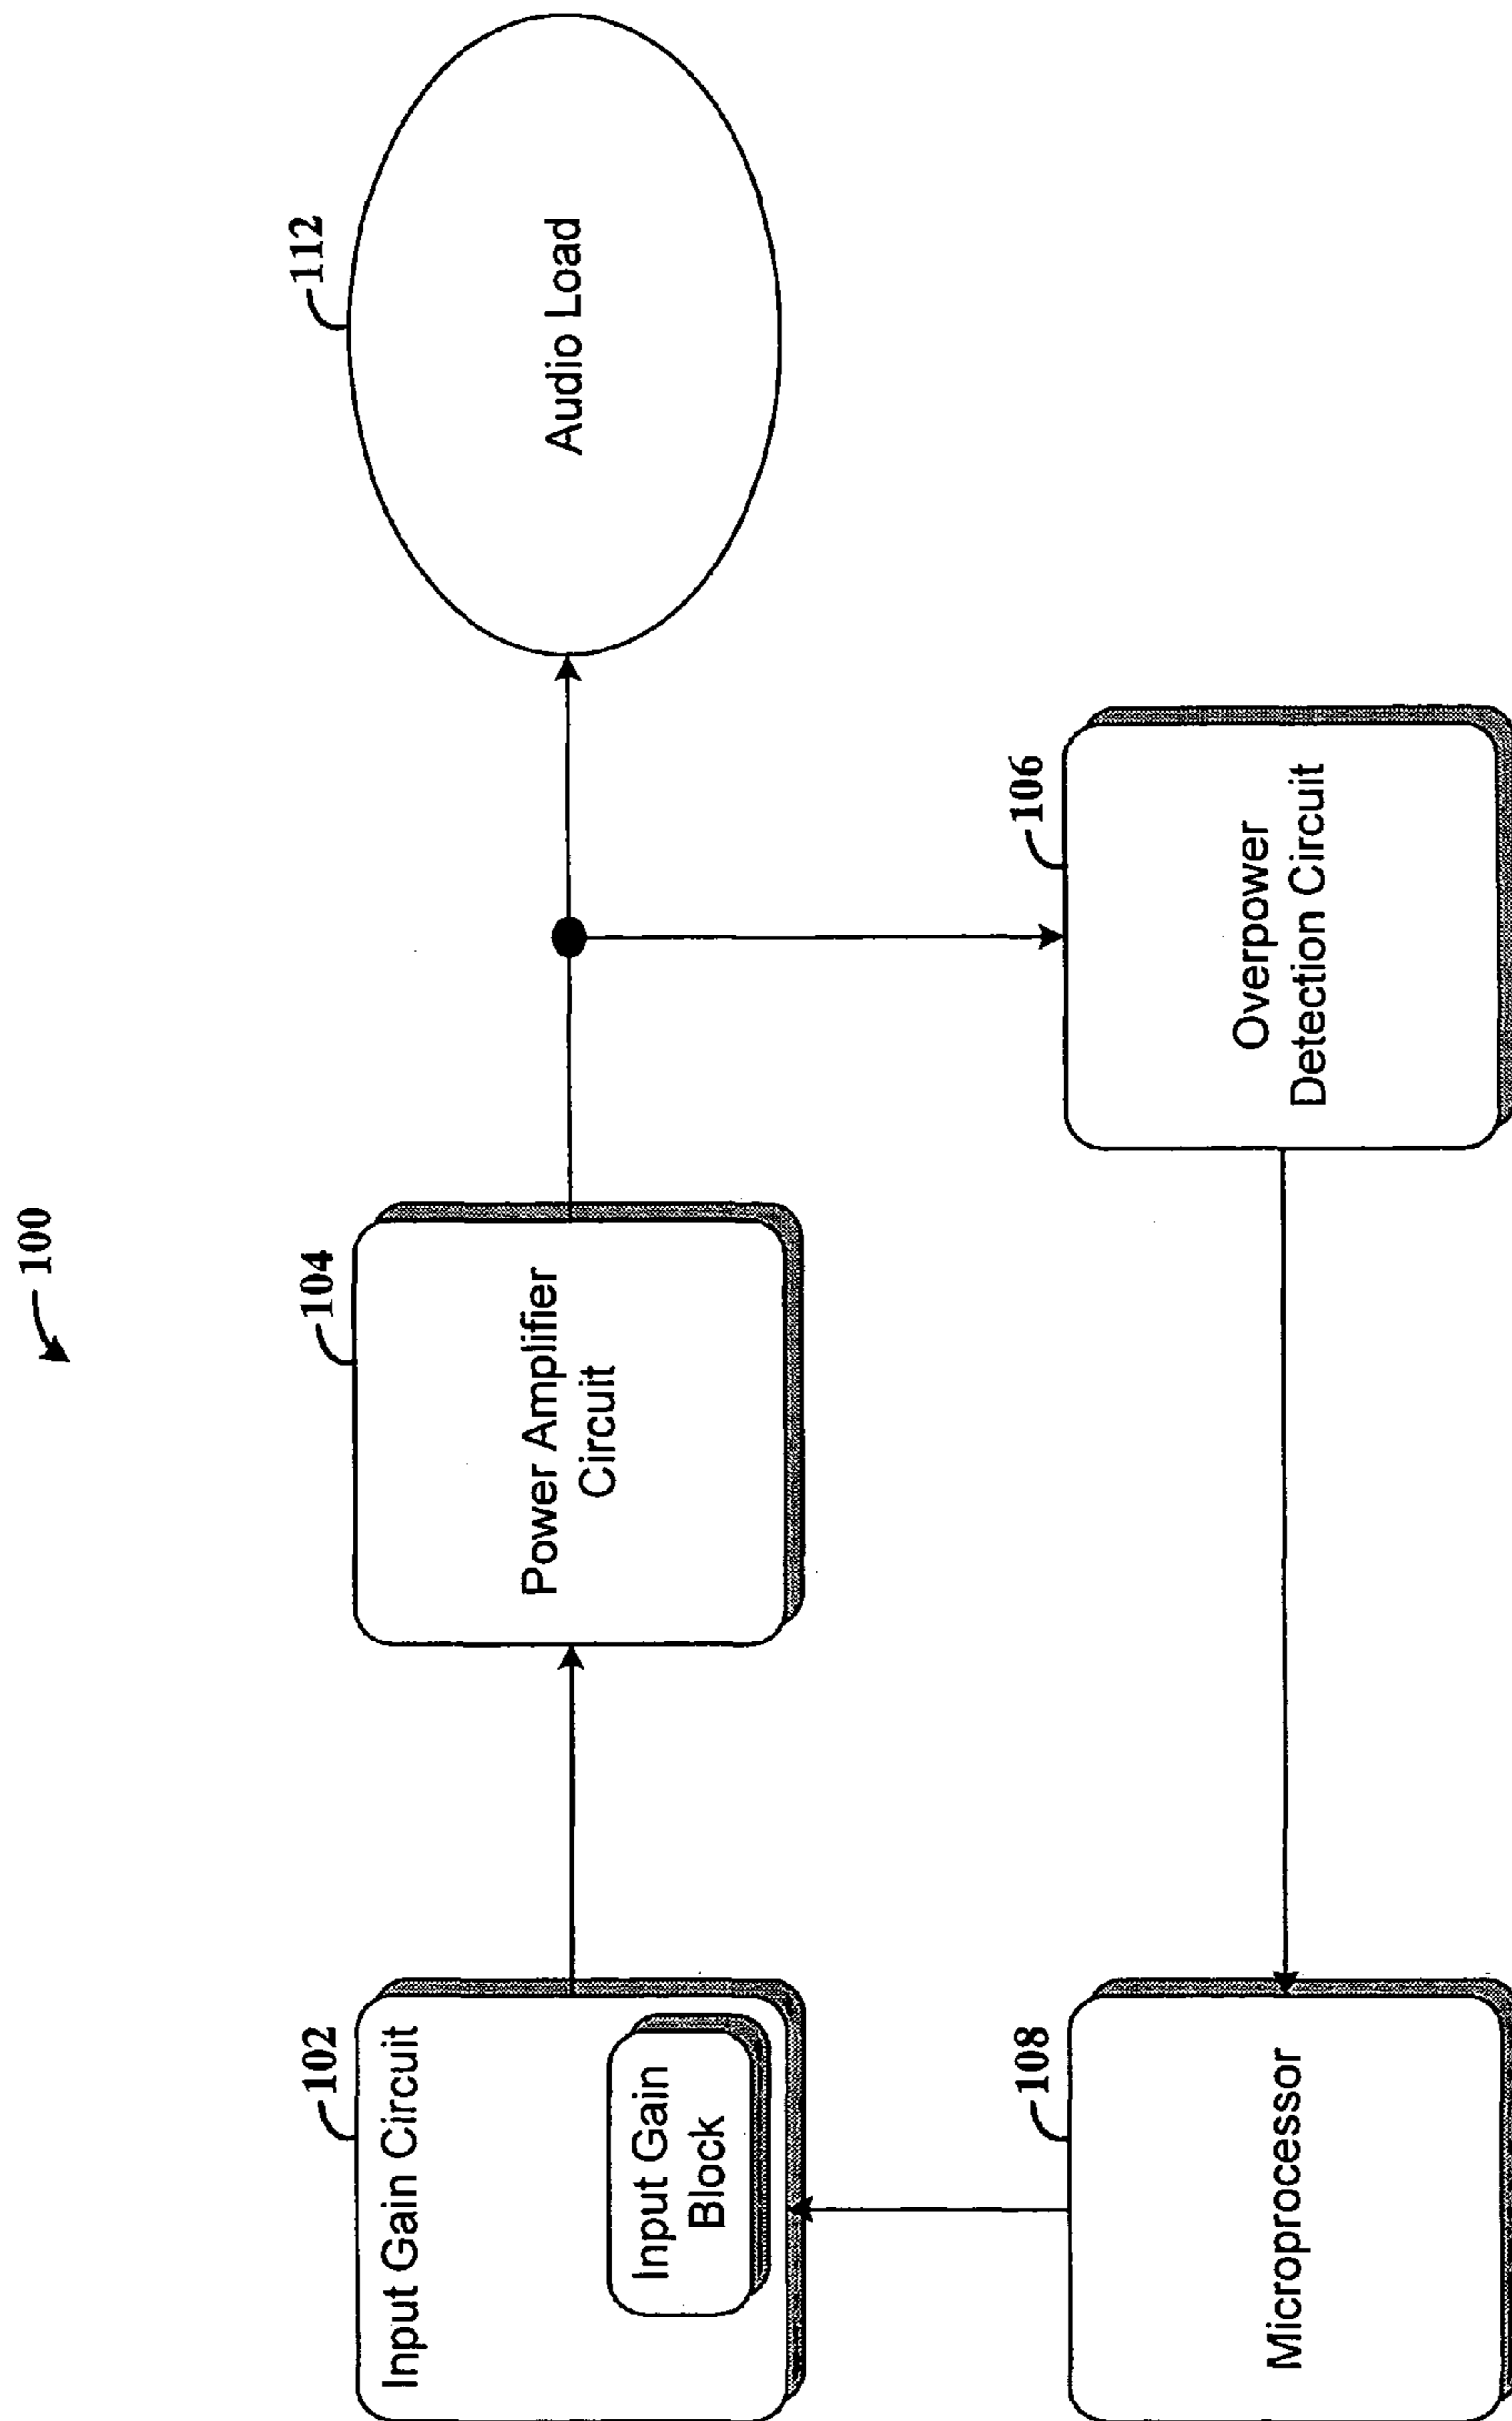 100
102
Input Gain Circuit
Input Gain
Block
104
Power Amplifier
Circuit
112
Audio Load
108
Microprocessor
106
Overpower
Detection Circuit